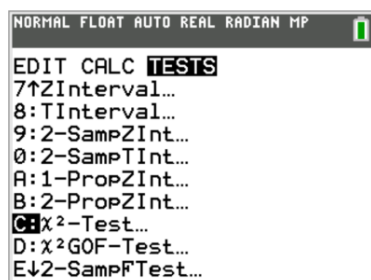 NORMAL FLOAT AUTO REAL RADIAN MP
EDIT CALC TESTS
7↑ZInterval…
8:TInterval…
9:2-SampZInt…
0:2-SampTInt…
A:1-PropZInt…
B:2-PropZInt…
C:χ²-Test…
D:χ²GOF-Test…
E↓2-SampFTest…